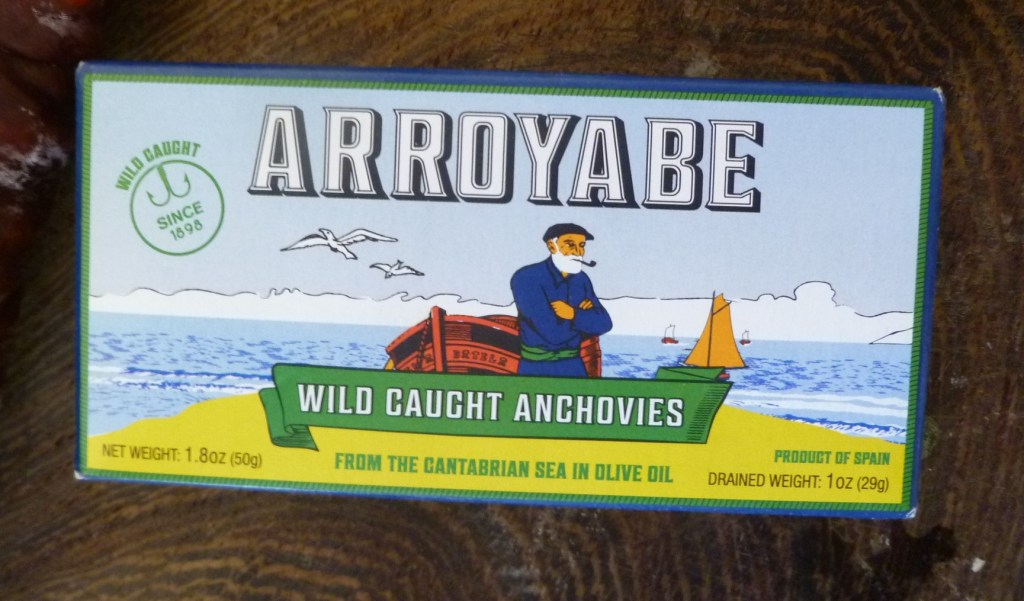 ARROYABE
WILD CAUGHT
SINCE
1898
BATELA
WILD CAUGHT ANCHOVIES
NET WEIGHT: 1.8oz (50g)
FROM THE CANTABRIAN SEA IN OLIVE OIL
PRODUCT OF SPAIN
DRAINED WEIGHT: 1oz (29g)